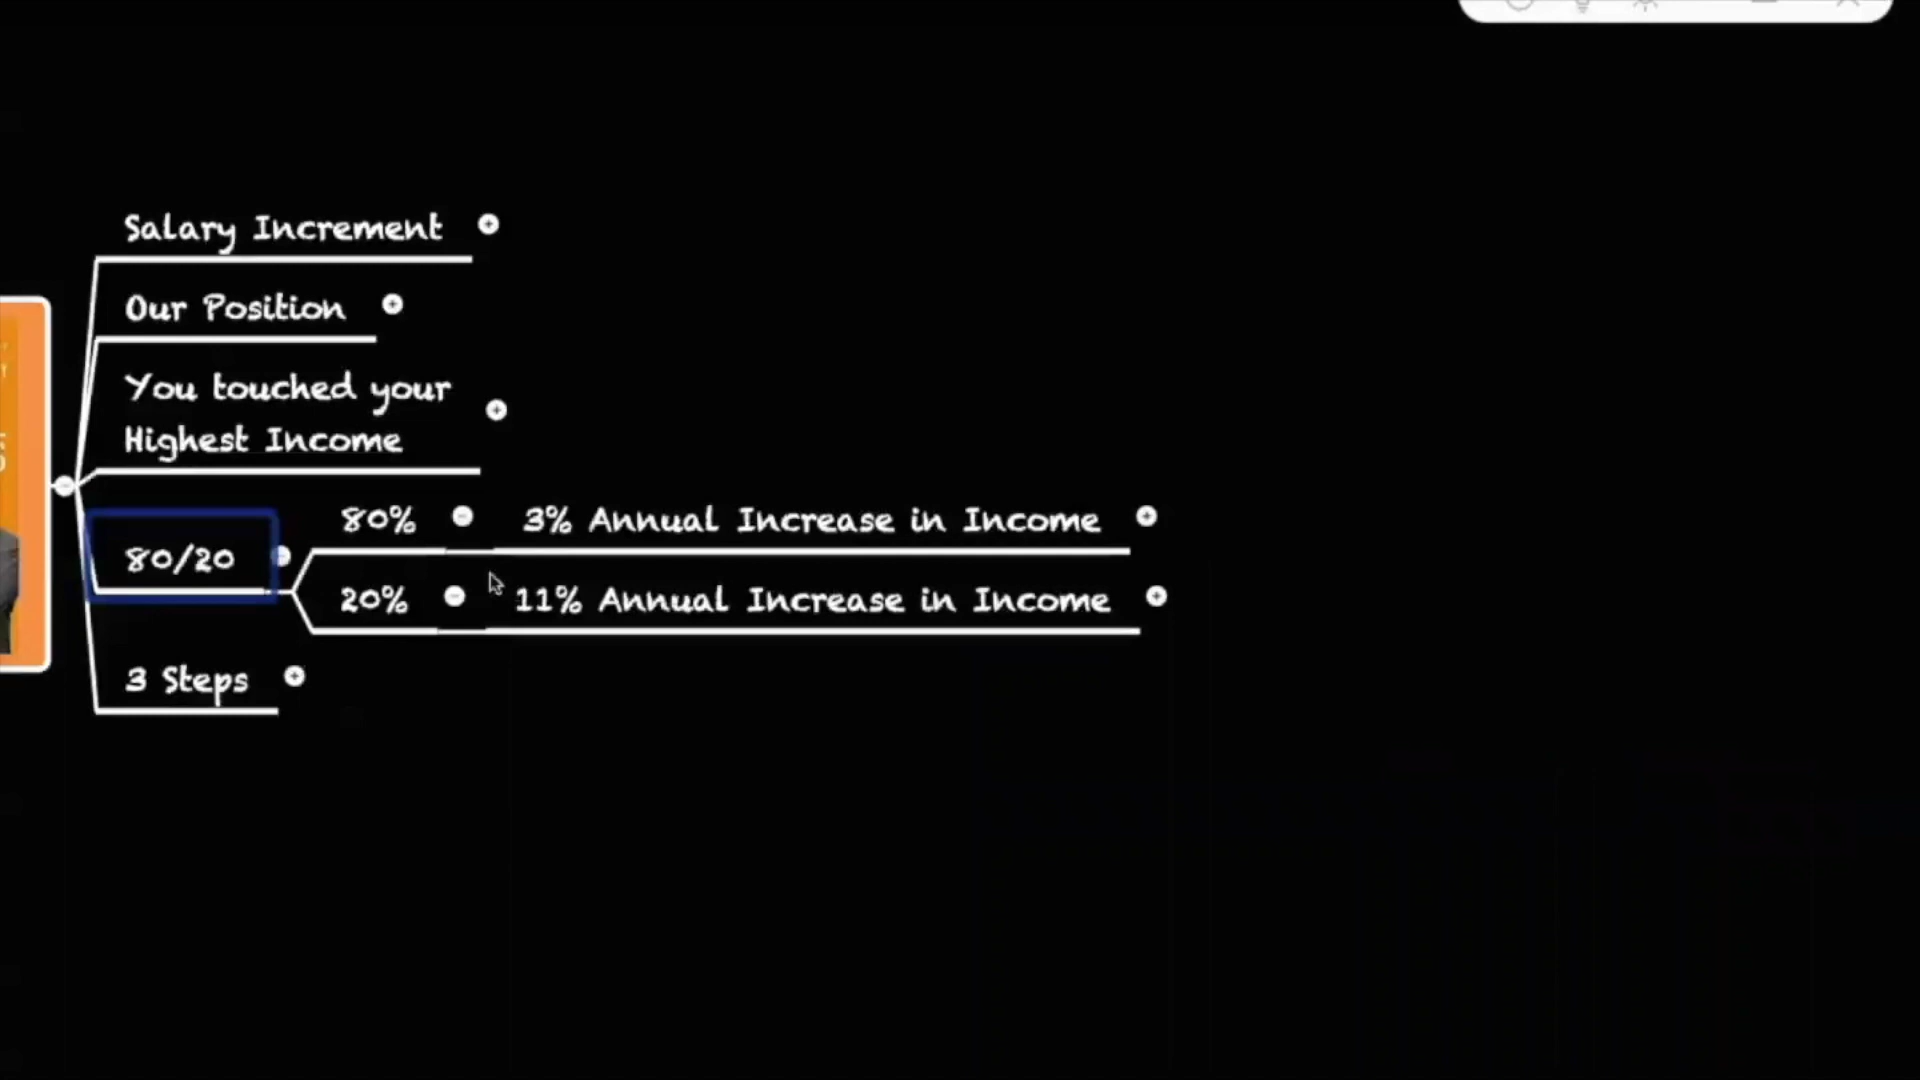 Salary Increment
Our Position
You touched your
Highest Income
80/20
80%
3% Annual Increase in Income
20%
11% Annual Increase in Income
3 Steps